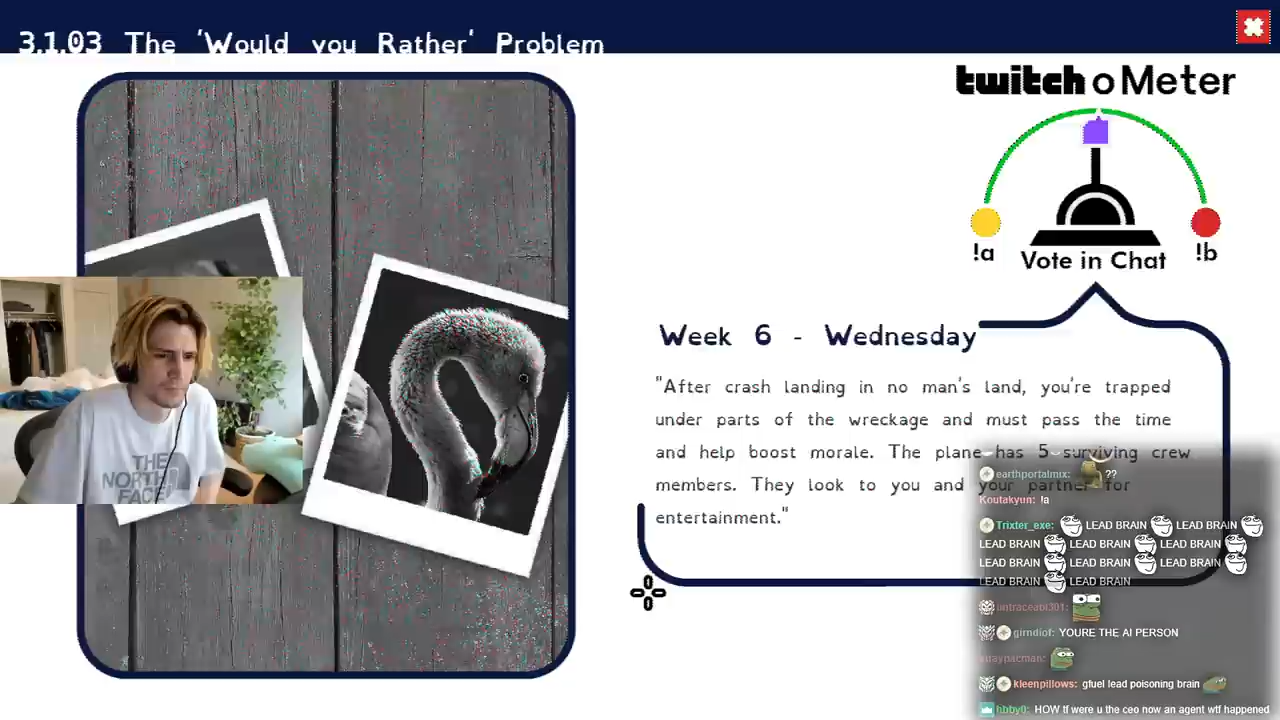 3.1.03 The 'Would you Rather' Problem
twitch o Meter
!a
Vote in Chat
!b
Week 6 - Wednesday
"After crash landing in no man's land, you're trapped
under parts of the wreckage and must pass the time
and help boost morale. The plane has 5 surviving crew
members. They look to you and your partner for
entertainment."
THE
NORTH
FACE
earthportalmix: ??
Koutakyun: !a
Trixter_exe: LEAD BRAIN LEAD BRAIN
LEAD BRAIN LEAD BRAIN LEAD BRAIN
LEAD BRAIN LEAD BRAIN LEAD BRAIN
LEAD BRAIN LEAD BRAIN
untraceabl301:
girndiof: YOURE THE AI PERSON
kleenpillows: gfuel lead poisoning brain
hbby0: HOW tf were u the ceo now an agent wtf happened